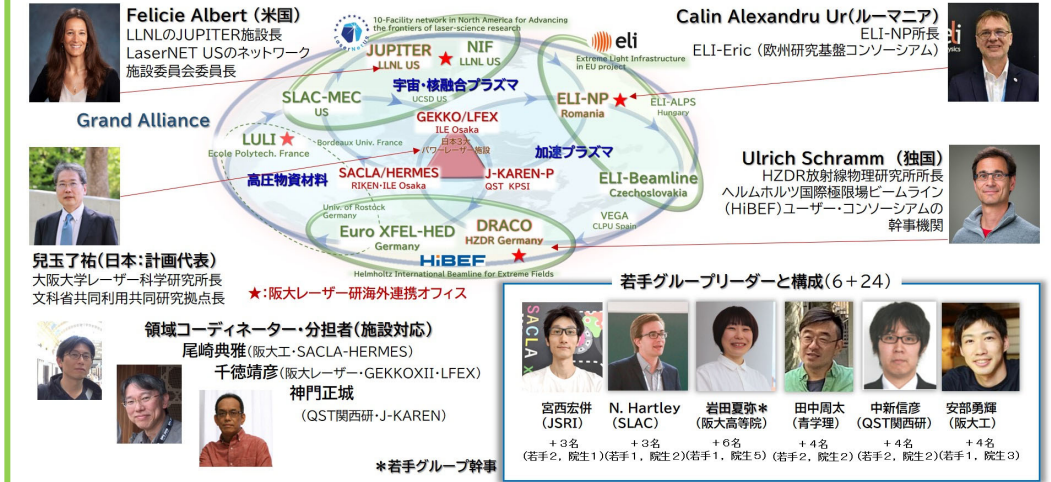 Felicie Albert (米国)
LLNLのJUPITER施設長
LaserNET USのネットワーク
施設委員会委員長
Grand Alliance
兒玉了祐(日本:計画代表)
大阪大学レーザー科学研究所長
文科省共同利用共同研究拠点長
LaserNetUS
10-Facility network in North America for Advancing
the frontiers of laser-science research
JUPITER
LLNL US
NIF
LLNL US
宇宙・核融合プラズマ
UCSD US
SLAC-MEC
US
GEKKO/LFEX
ILE Osaka
LULI
Ecole Polytech. France
Bordeaux Univ. France
日本3大
パワーレーザー施設
高圧物資材料
SACLA/HERMES
RIKEN・ILE Osaka
J-KAREN-P
QST KPSI
加速プラズマ
eli
Extreme Light Infrastructure
in EU project
ELI-NP
Romania
ELI-ALPS
Hungary
ELI-Beamline
Czechoslovakia
VEGA
CLPU Spain
Univ. of Rostock
Germany
Euro XFEL-HED
Germany
DRACO
HZDR Germany
HiBEF
Helmholtz International Beamline for Extreme Fields
★:阪大レーザー研海外連携オフィス
Calin Alexandru Ur(ルーマニア)
ELI-NP所長
ELI-Eric (欧州研究基盤コンソーシアム)
Ulrich Schramm (独国)
HZDR放射線物理研究所所長
ヘルムホルツ国際極限場ビームライン
(HiBEF)ユーザー・コンソーシアムの
幹事機関
領域コーディネーター・分担者(施設対応)
尾崎典雅(阪大工・SACLA-HERMES)
千徳靖彦(阪大レーザー・GEKKOXII・LFEX)
神門正城
(QST関西研・J-KAREN)
*若手グループ幹事
若手グループリーダーと構成(6+24)
SACLA
宮西宏併
(JSRI)
+3名
(若手2, 院生1)
N. Hartley
(SLAC)
+3名
(若手1, 院生2)
岩田夏弥*
(阪大高等院)
+6名
(若手1, 院生5)
田中周太
(青学理)
+4名
(若手2, 院生2)
中新信彦
(QST関西研)
+4名
(若手2, 院生2)
安部勇輝
(阪大工)
+4名
(若手1, 院生3)